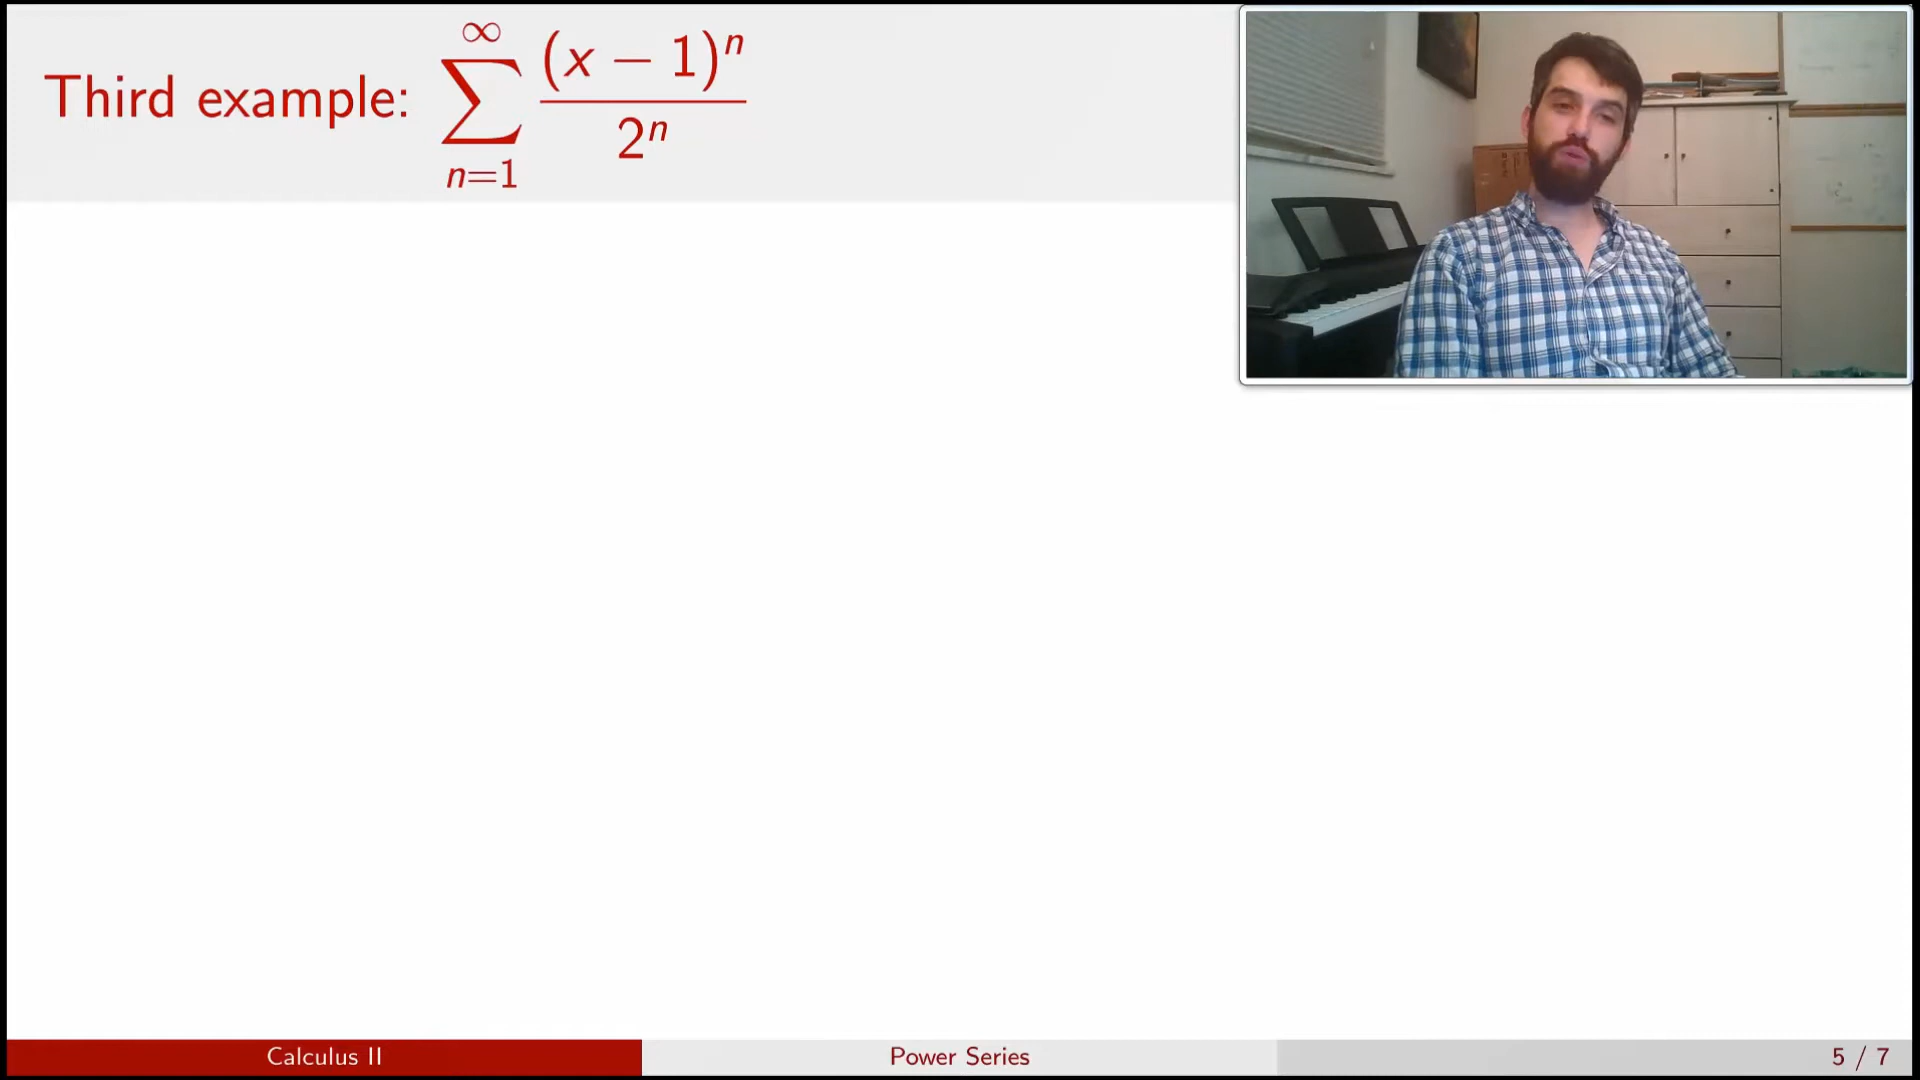 Third example: $\sum_{n=1}^{\infty} \frac{(x-1)^n}{2^n}$
Calculus II
Power Series
5 / 7